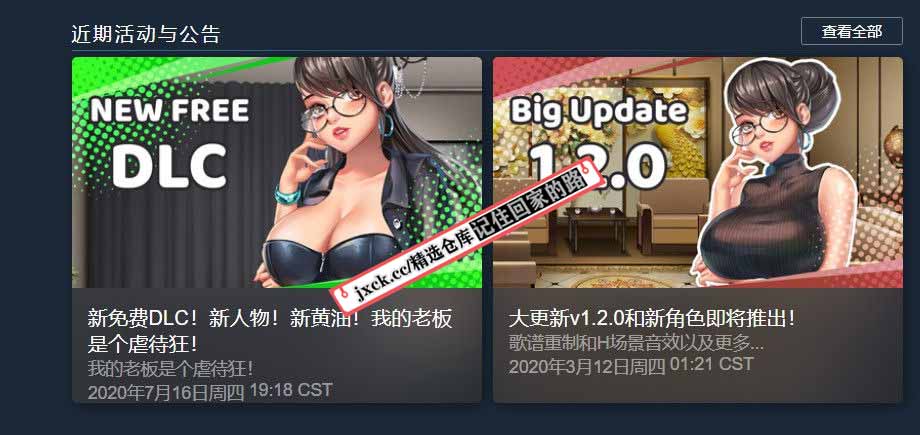 近期活动与公告
查看全部
NEW FREE
DLC
Big Update
1.2.0
jxck.cc/精选仓库记住回家的路
新免费DLC！新人物！新黄油！我的老板
是个虐待狂！
我的老板是个虐待狂！
2020年7月16日周四 19:18 CST
大更新v1.2.0和新角色即将推出！
歌谱重制和H场景音效以及更多...
2020年3月12日周四 01:21 CST